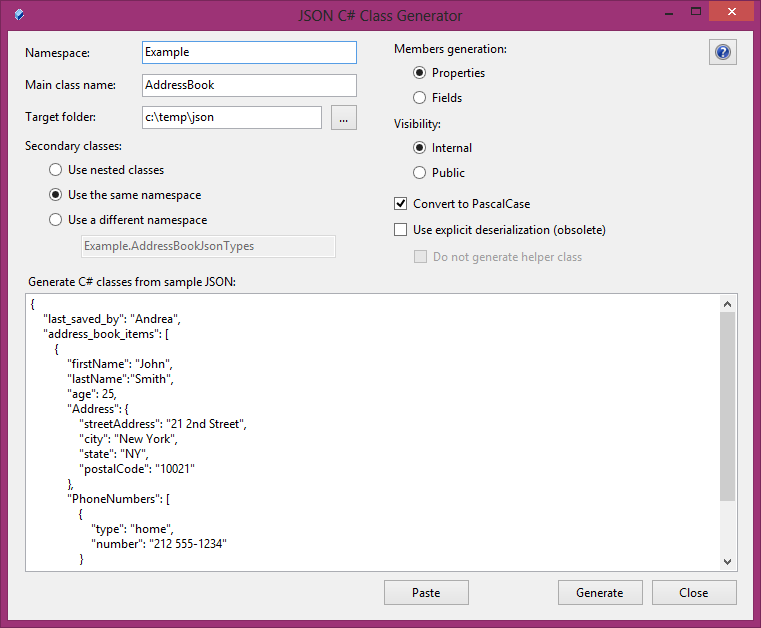 JSON C# Class Generator
Namespace:
Example
Main class name:
AddressBook
Target folder:
c:\temp\json
...
Secondary classes:
Use nested classes
Use the same namespace
Use a different namespace
Example.AddressBookJsonTypes
Members generation:
Properties
Fields
Visibility:
Internal
Public
Convert to PascalCase
Use explicit deserialization (obsolete)
Do not generate helper class
?
Generate C# classes from sample JSON:
{
"last_saved_by": "Andrea",
"address_book_items": [
{
"firstName": "John",
"lastName":"Smith",
"age": 25,
"Address": {
"streetAddress": "21 2nd Street",
"city": "New York",
"state": "NY",
"postalCode": "10021"
},
"PhoneNumbers": [
{
"type": "home",
"number": "212 555-1234"
}
Paste
Generate
Close